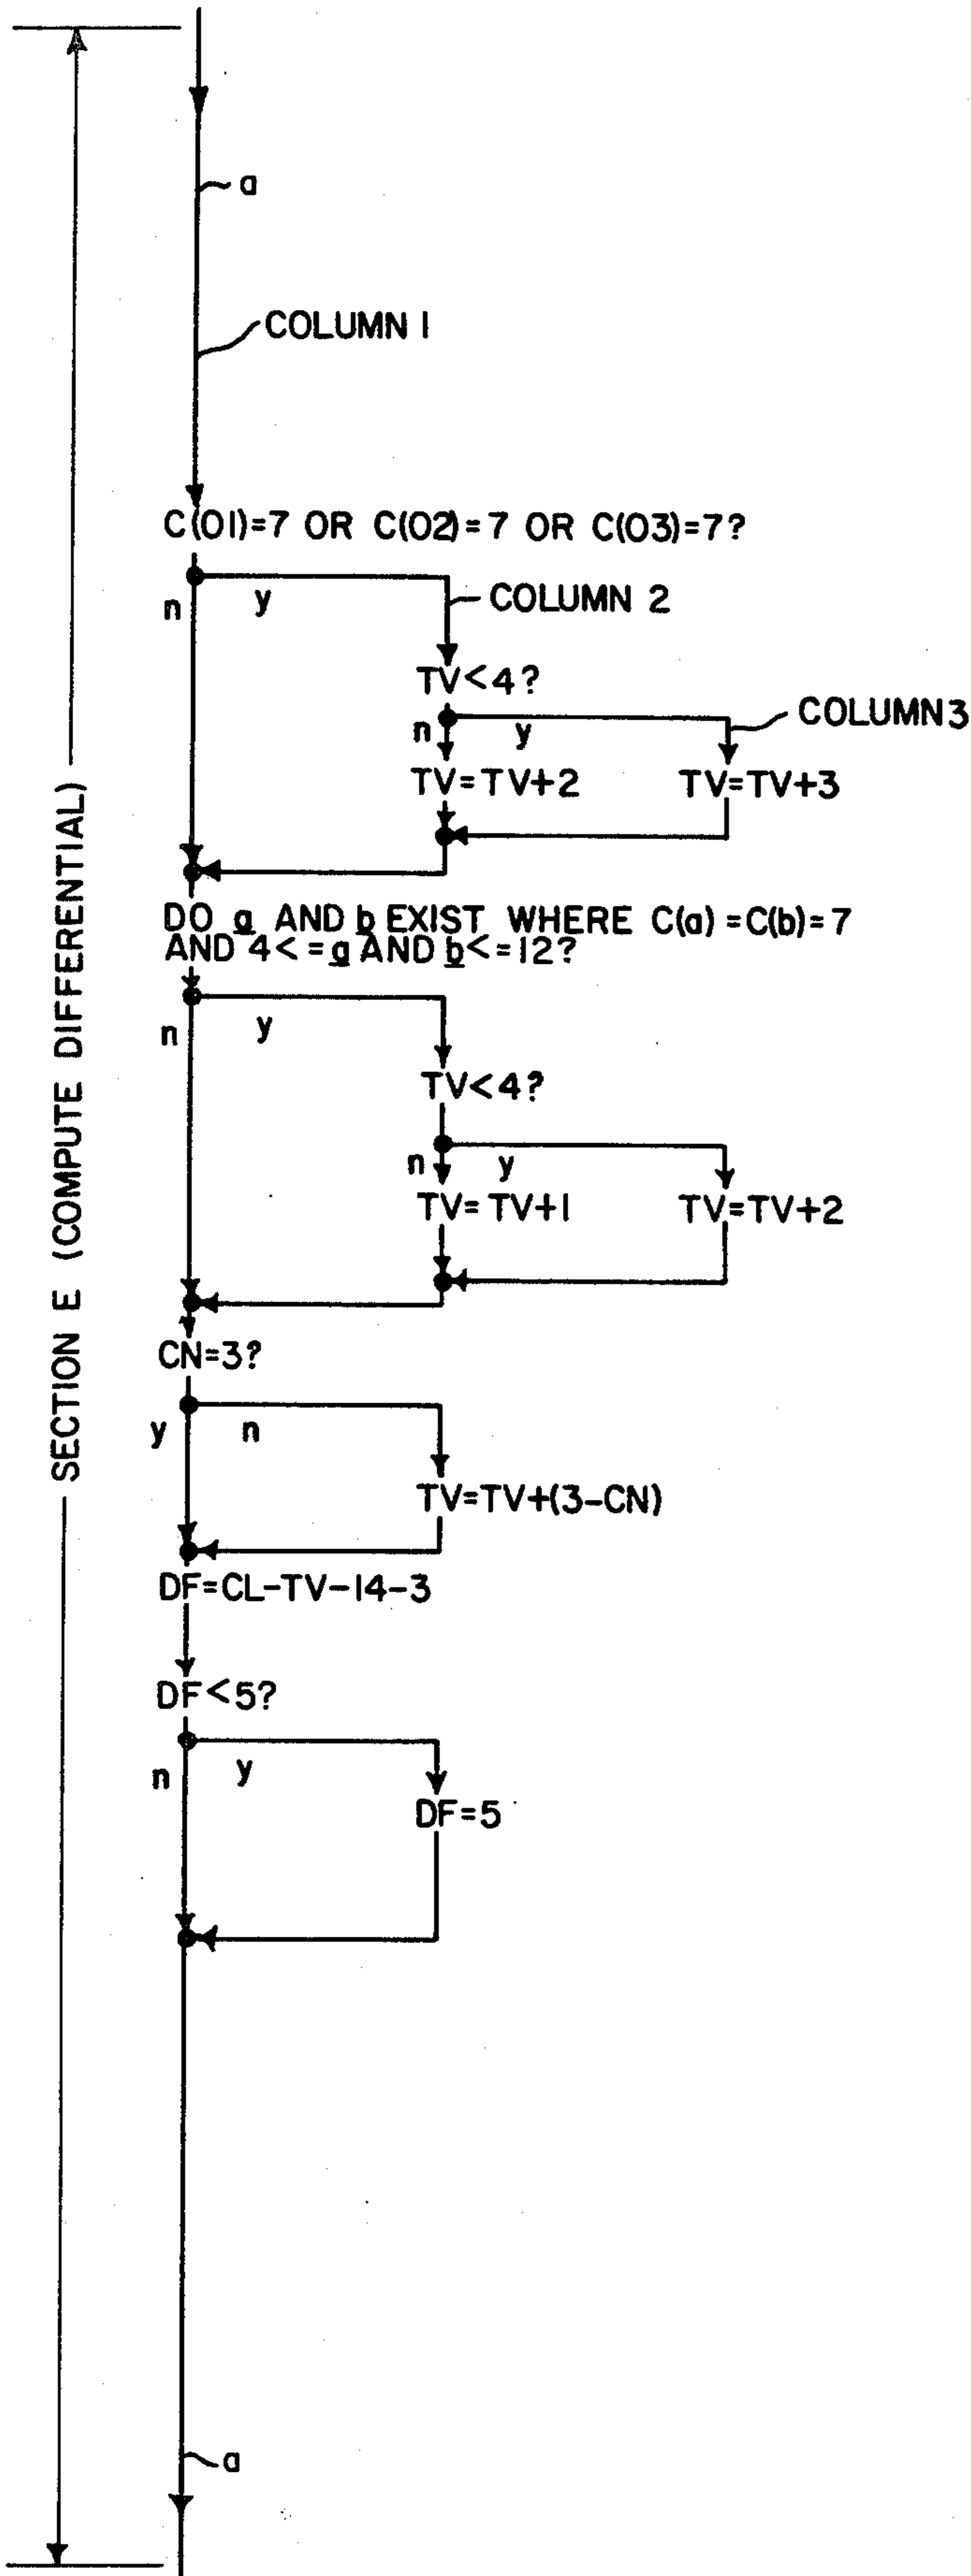 a
COLUMN 1
C(01)=7 OR C(02)=7 OR C(03)=7?
n y
COLUMN 2
TV<4?
n y
COLUMN 3
TV=TV+2 TV=TV+3
DO a AND b EXIST WHERE C(a)=C(b)=7
AND 4<=a AND b<=12?
n y
TV<4?
n y
TV=TV+1 TV=TV+2
CN=3?
y n
TV=TV+(3-CN)
DF=CL-TV-14-3
DF<5?
n y
DF=5
a
SECTION E (COMPUTE DIFFERENTIAL)